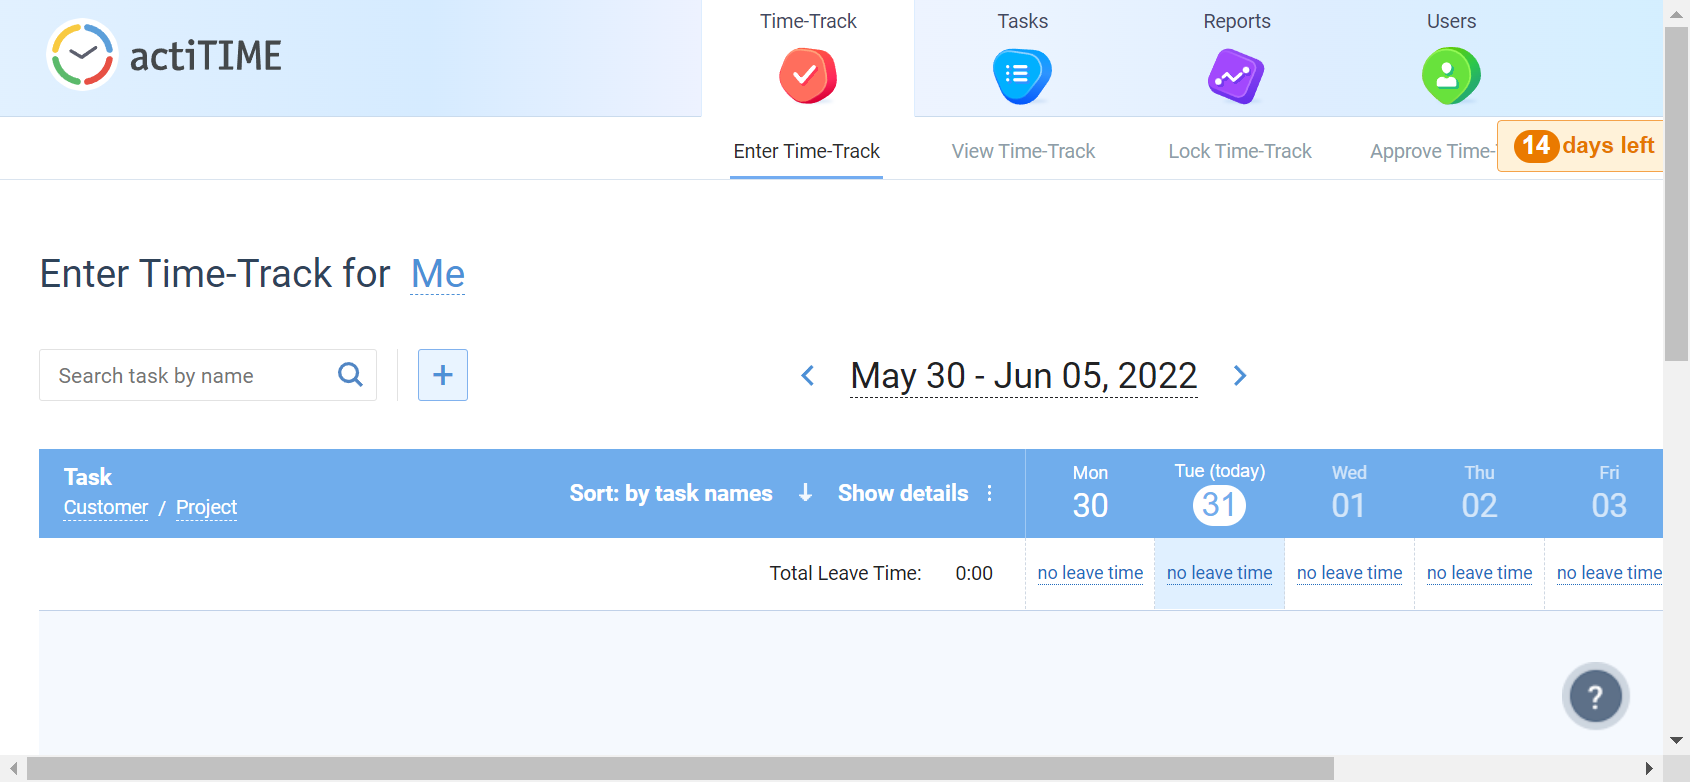 actiTIME
Time-Track
Tasks
Reports
Users
Enter Time-Track
View Time-Track
Lock Time-Track
Approve Time-
14 days left
Enter Time-Track for Me
Search task by name
+
May 30 - Jun 05, 2022
Task
Customer / Project
Sort: by task names
Show details
Mon
30
Tue (today)
31
Wed
01
Thu
02
Fri
03
Total Leave Time: 0:00
no leave time
no leave time
no leave time
no leave time
no leave time
?